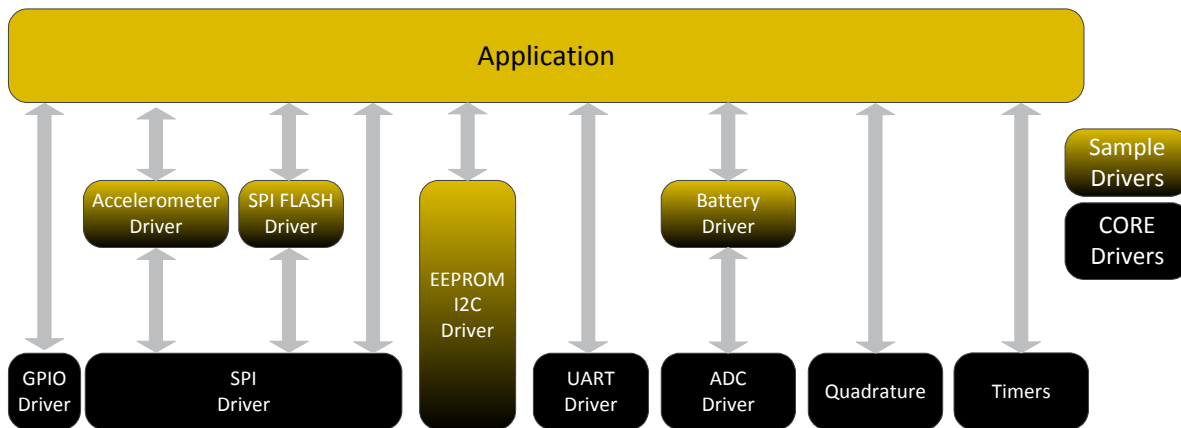 Application
Sample
Drivers
CORE
Drivers
Accelerometer
Driver
SPI FLASH
Driver
Battery
Driver
EEPROM
I2C
Driver
GPIO
Driver
SPI
Driver
UART
Driver
ADC
Driver
Quadrature
Timers